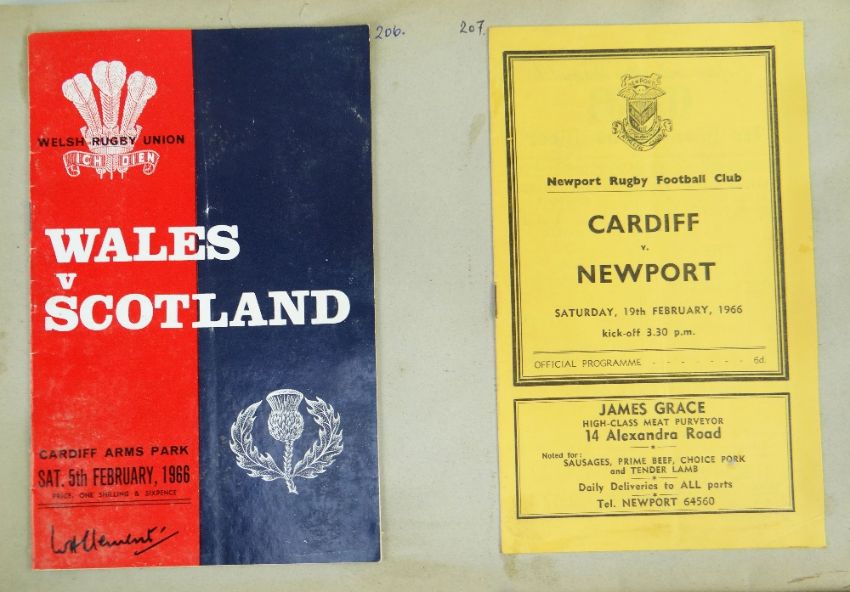 206.
207.
WELSH RUGBY UNION
ICH DIEN
WALES
V
SCOTLAND
CARDIFF ARMS PARK
SAT. 5th FEBRUARY, 1966
PRICE. ONE SHILLING & SIXPENCE
WHClement
NEWPORT
Newport Rugby Football Club
CARDIFF
v.
NEWPORT
SATURDAY, 19th FEBRUARY, 1966
kick-off 3.30 p.m.
OFFICIAL PROGRAMME - - - - - - - 6d.
JAMES GRACE
HIGH-CLASS MEAT PURVEYOR
14 Alexandra Road
Noted for:
SAUSAGES, PRIME BEEF, CHOICE PORK
and TENDER LAMB
Daily Deliveries to ALL parts
Tel. NEWPORT 64560